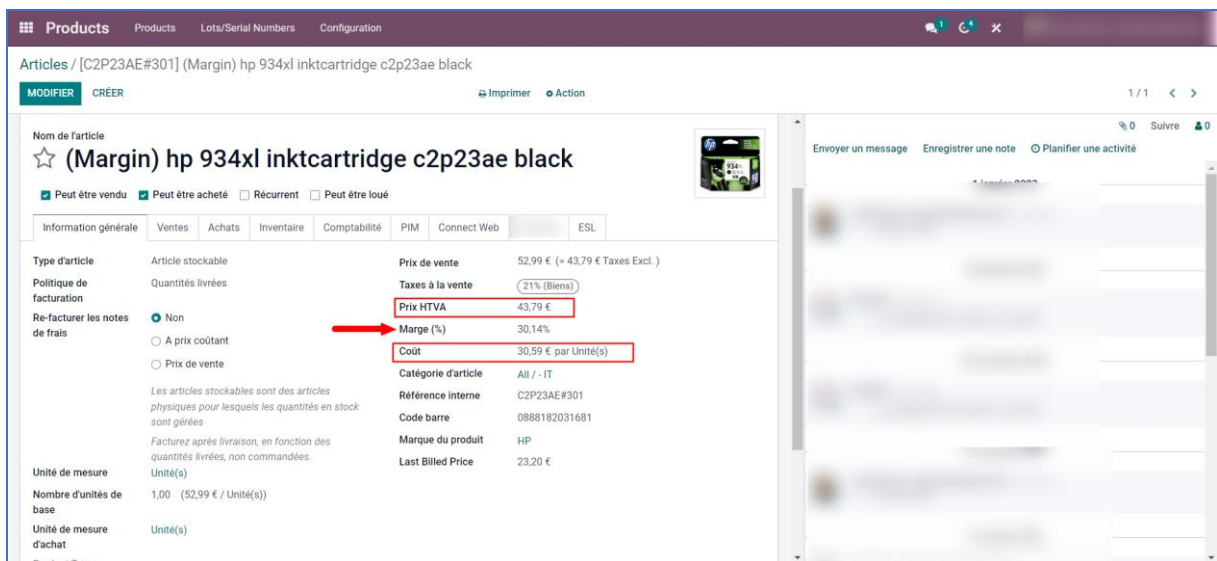 Products Products Lots/Serial Numbers Configuration 1 4
Articles / [C2P23AE#301] (Margin) hp 934xl inktcartridge c2p23ae black
MODIFIER CRÉER Imprimer Action 1 / 1
0 Suivre 0
Envoyer un message Enregistrer une note Planifier une activité
Nom de l'article
(Margin) hp 934xl inktcartridge c2p23ae black
hp
934XL
Peut être vendu Peut être acheté Récurrent Peut être loué
Information générale Ventes Achats Inventaire Comptabilité PIM Connect Web ESL
Type d'article Article stockable
Politique de
facturation
Quantités livrées
Re-facturer les notes
de frais
Non
A prix coûtant
Prix de vente
Les articles stockables sont des articles
physiques pour lesquels les quantités en stock
sont gérées
Facturez après livraison, en fonction des
quantités livrées, non commandées.
Unité de mesure Unité(s)
Nombre d'unités de
base
1,00 (52,99 € / Unité(s))
Unité de mesure
d'achat
Unité(s)
Prix de vente 52,99 € (= 43,79 € Taxes Excl. )
Taxes à la vente 21% (Biens)
Prix HTVA 43,79 €
Marge (%) 30,14%
Coût 30,59 € par Unité(s)
Catégorie d'article All / - IT
Référence interne C2P23AE#301
Code barre 0888182031681
Marque du produit HP
Last Billed Price 23,20 €